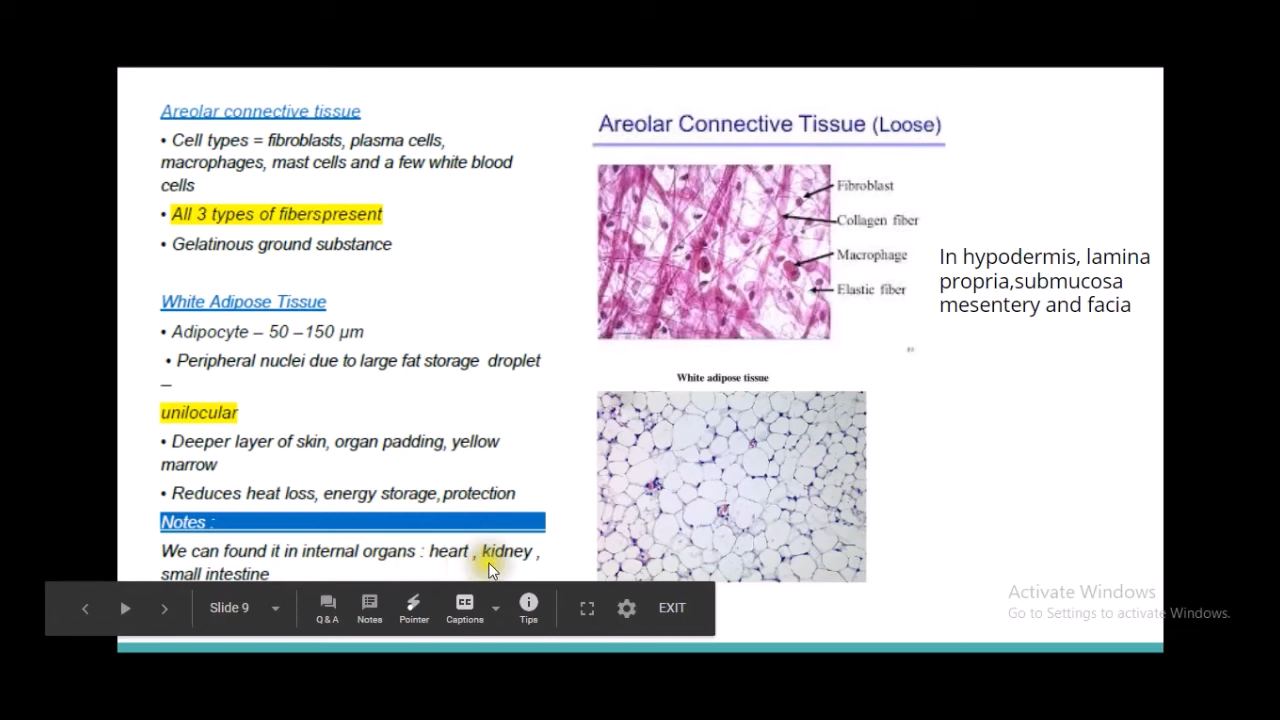 Areolar connective tissue
• Cell types = fibroblasts, plasma cells,
macrophages, mast cells and a few white blood
cells
• All 3 types of fiberspresent
• Gelatinous ground substance
White Adipose Tissue
• Adipocyte – 50 –150 µm
• Peripheral nuclei due to large fat storage droplet
–
unilocular
• Deeper layer of skin, organ padding, yellow
marrow
• Reduces heat loss, energy storage, protection
Notes :
We can found it in internal organs : heart , kidney ,
small intestine
Areolar Connective Tissue (Loose)
Fibroblast
Collagen fiber
Macrophage
Elastic fiber
In hypodermis, lamina
propria,submucosa
mesentery and facia
White adipose tissue
Slide 9
Q & A
Notes
Pointer
CC
Captions
Tips
EXIT
Activate Windows
Go to Settings to activate Windows.